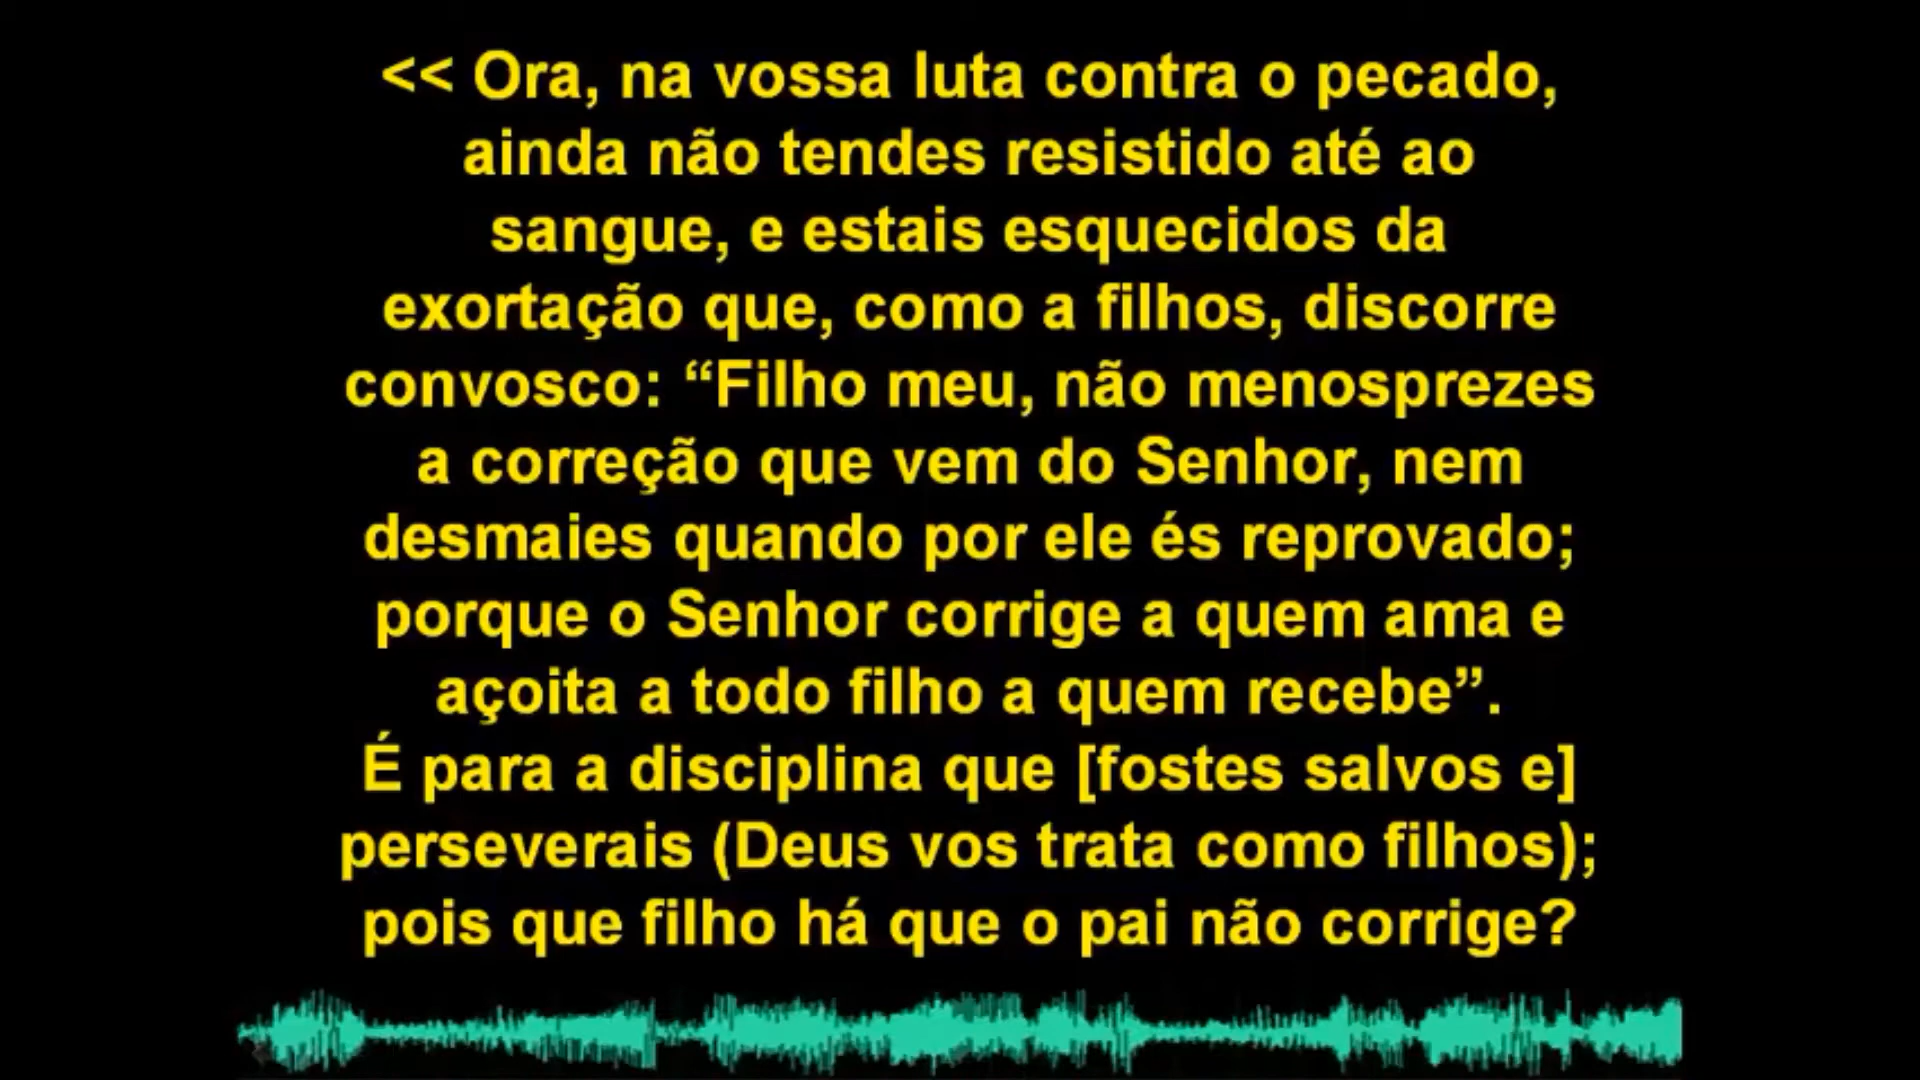 << Ora, na vossa luta contra o pecado,
ainda não tendes resistido até ao
sangue, e estais esquecidos da
exortação que, como a filhos, discorre
convosco: “Filho meu, não menosprezes
a correção que vem do Senhor, nem
desmaies quando por ele és reprovado;
porque o Senhor corrige a quem ama e
açoita a todo filho a quem recebe”.
É para a disciplina que [fostes salvos e]
perseverais (Deus vos trata como filhos);
pois que filho há que o pai não corrige?